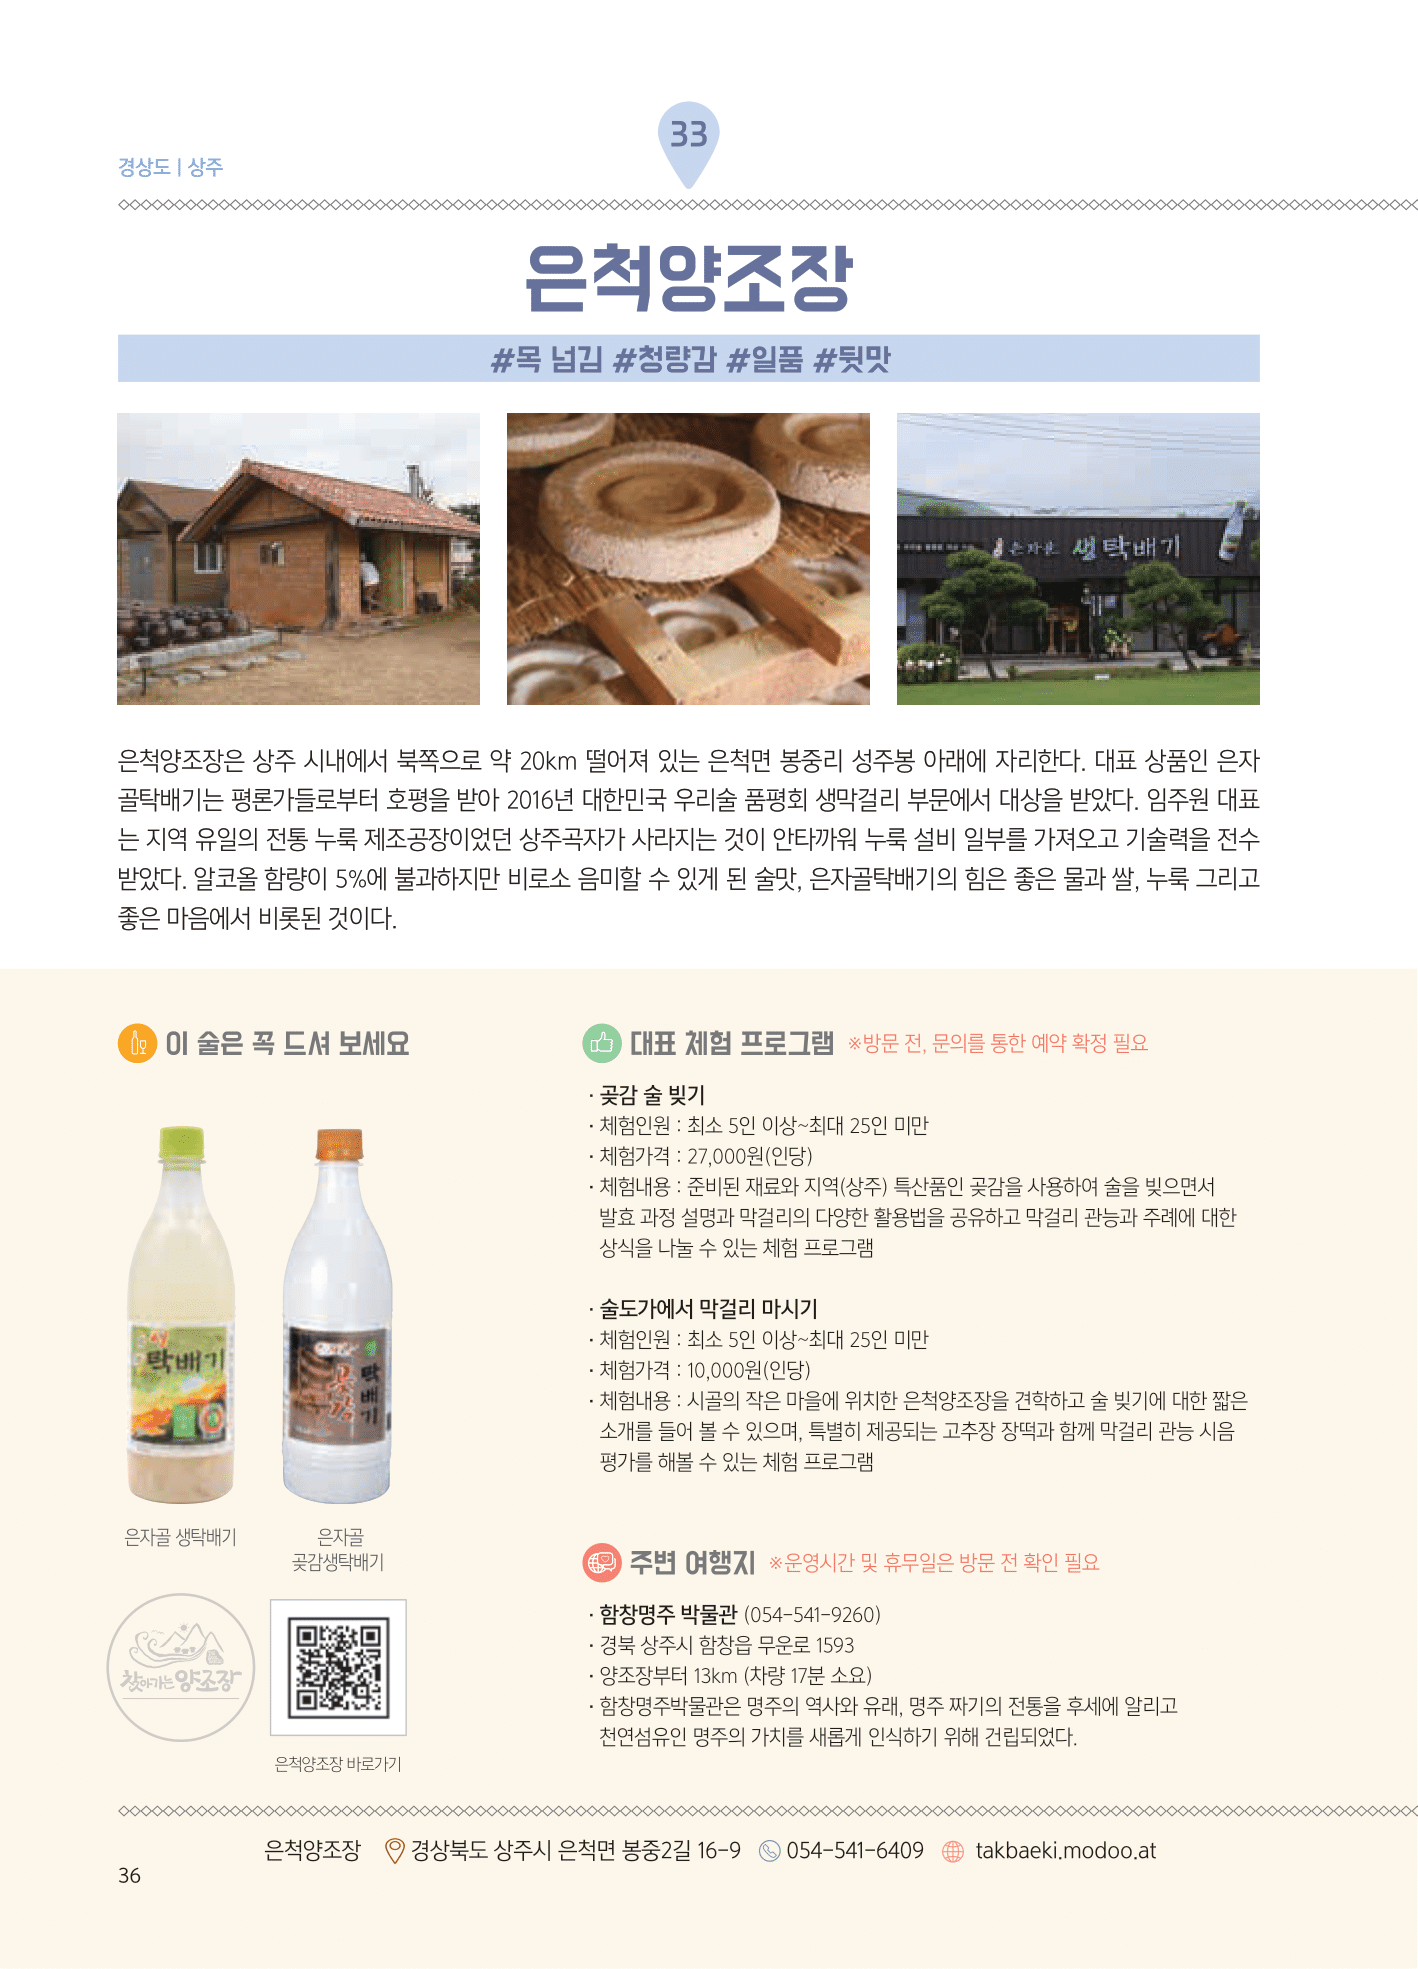 33
경상도 | 상주
은척양조장
#목 넘김 #청량감 #일품 #뒷맛
은자골 생탁배기
은척양조장은 상주 시내에서 북쪽으로 약 20km 떨어져 있는 은척면 봉중리 성주봉 아래에 자리한다. 대표 상품인 은자
골탁배기는 평론가들로부터 호평을 받아 2016년 대한민국 우리술 품평회 생막걸리 부문에서 대상을 받았다. 임주원 대표
는 지역 유일의 전통 누룩 제조공장이었던 상주곡자가 사라지는 것이 안타까워 누룩 설비 일부를 가져오고 기술력을 전수
받았다. 알코올 함량이 5%에 불과하지만 비로소 음미할 수 있게 된 술맛, 은자골탁배기의 힘은 좋은 물과 쌀, 누룩 그리고
좋은 마음에서 비롯된 것이다.
이 술은 꼭 드셔 보세요
생
탁배기
생
탁배기
곶감
은자골 생탁배기
은자골
곶감생탁배기
찾아가는 양조장
은척양조장 바로가기
대표 체험 프로그램 ※방문 전, 문의를 통한 예약 확정 필요
· 곶감 술 빚기
· 체험인원 : 최소 5인 이상~최대 25인 미만
· 체험가격 : 27,000원(인당)
· 체험내용 : 준비된 재료와 지역(상주) 특산품인 곶감을 사용하여 술을 빚으면서
발효 과정 설명과 막걸리의 다양한 활용법을 공유하고 막걸리 관능과 주례에 대한
상식을 나눌 수 있는 체험 프로그램
· 술도가에서 막걸리 마시기
· 체험인원 : 최소 5인 이상~최대 25인 미만
· 체험가격 : 10,000원(인당)
· 체험내용 : 시골의 작은 마을에 위치한 은척양조장을 견학하고 술 빚기에 대한 짧은
소개를 들어 볼 수 있으며, 특별히 제공되는 고추장 장떡과 함께 막걸리 관능 시음
평가를 해볼 수 있는 체험 프로그램
주변 여행지 ※운영시간 및 휴무일은 방문 전 확인 필요
· 함창명주 박물관 (054-541-9260)
· 경북 상주시 함창읍 무운로 1593
· 양조장부터 13km (차량 17분 소요)
· 함창명주박물관은 명주의 역사와 유래, 명주 짜기의 전통을 후세에 알리고
천연섬유인 명주의 가치를 새롭게 인식하기 위해 건립되었다.
은척양조장 경상북도 상주시 은척면 봉중2길 16-9 054-541-6409 takbaeki.modoo.at
36